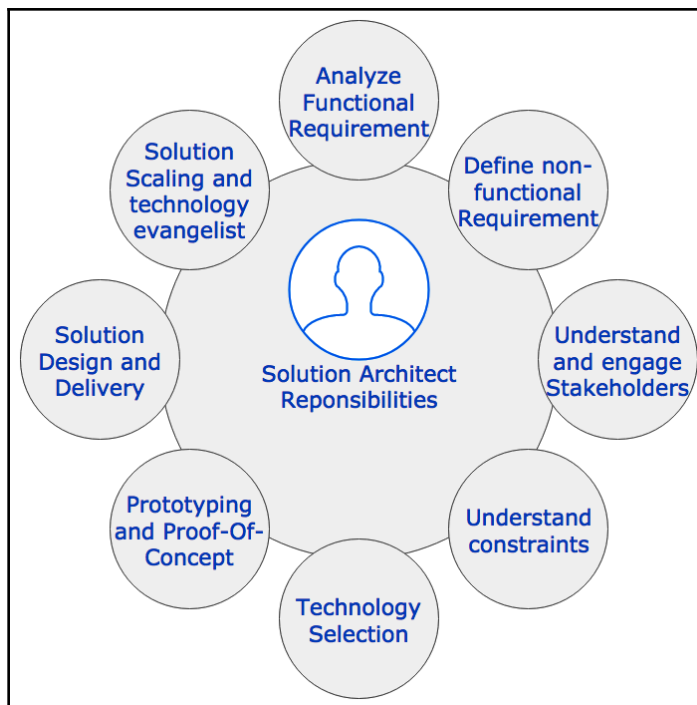 Analyze
Functional
Requirement
Define non-
functional
Requirement
Understand
and engage
Stakeholders
Understand
constraints
Technology
Selection
Prototyping
and Proof-Of-
Concept
Solution
Design and
Delivery
Solution
Scaling and
technology
evangelist
Solution Architect
Reponsibilities